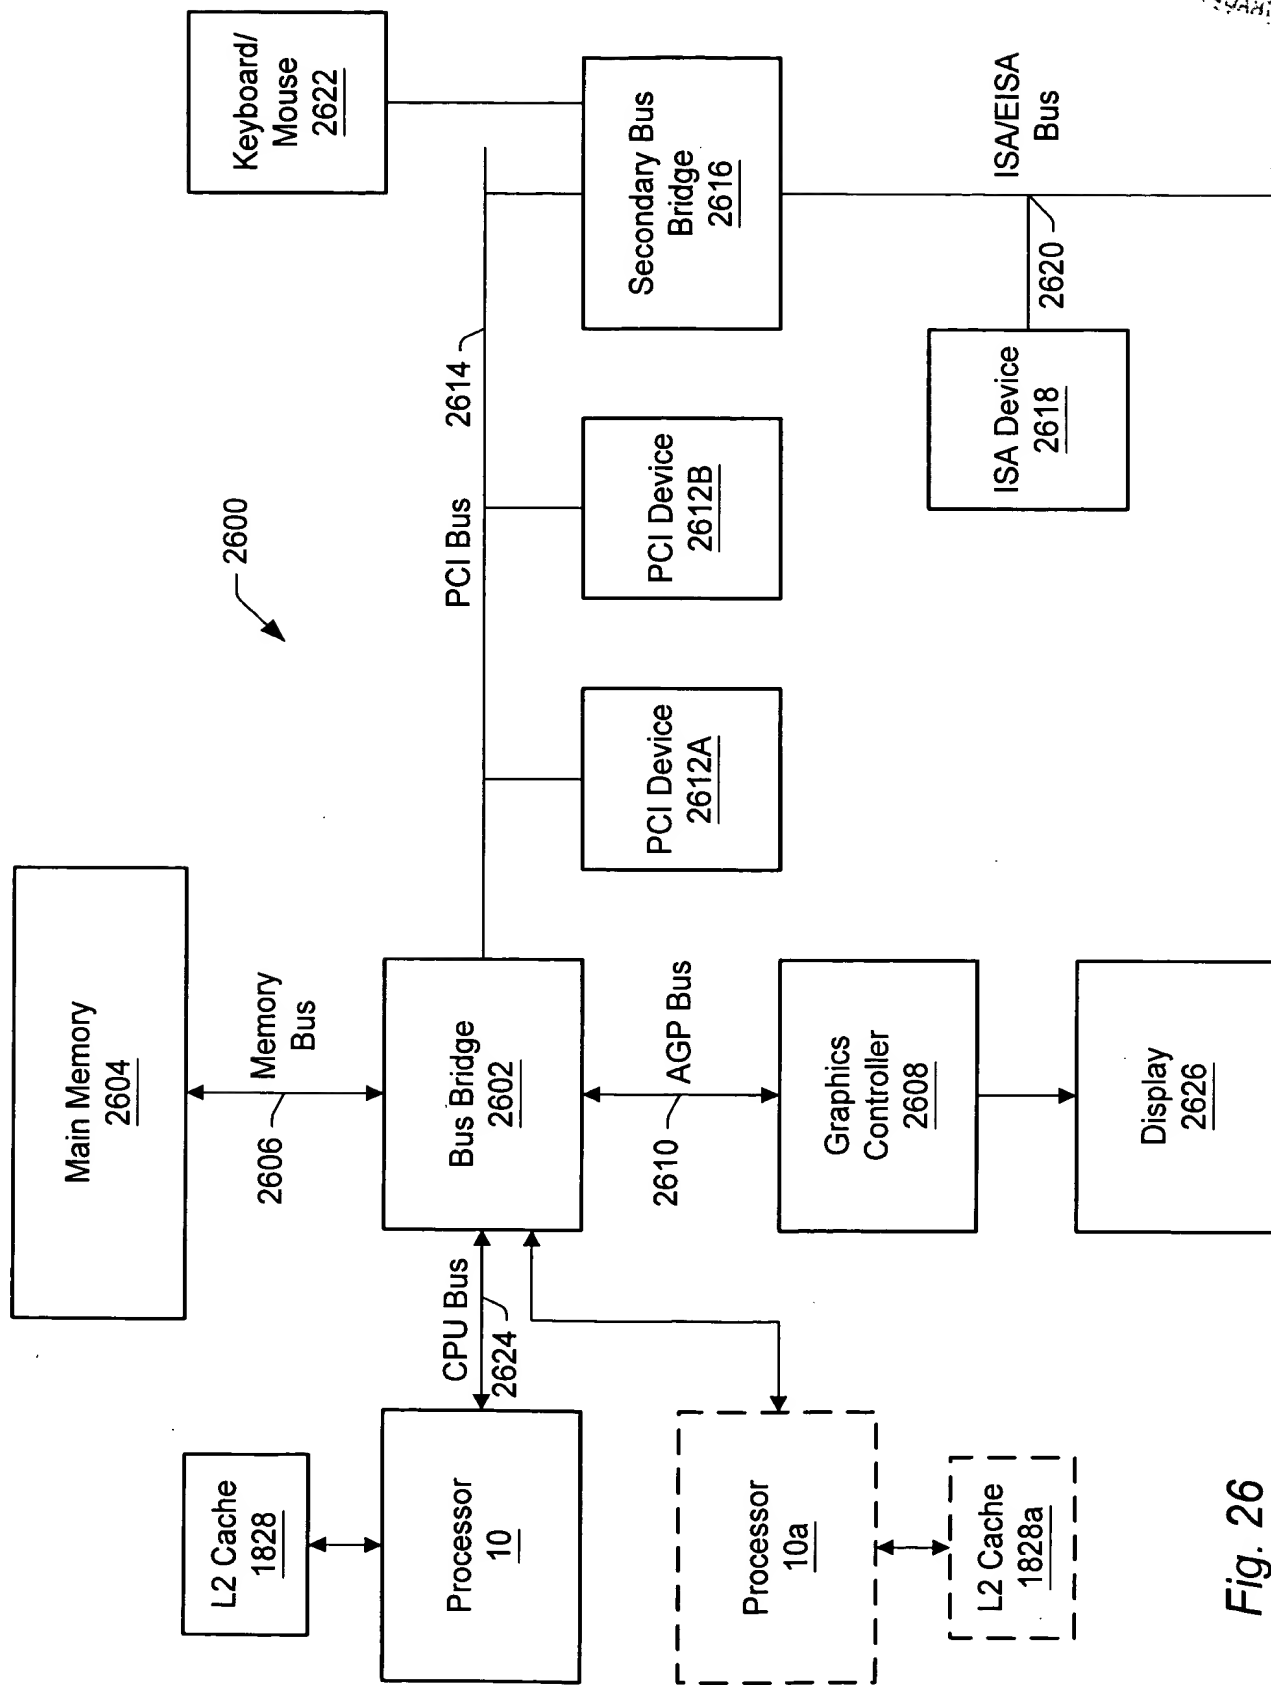 Main Memory
2604
2606
Memory
Bus
2600
Keyboard/
Mouse
2622
L2 Cache
1828
Processor
10
CPU Bus
2624
Bus Bridge
2602
PCI Bus
2614
2610
AGP Bus
PCI Device
2612A
PCI Device
2612B
Secondary Bus
Bridge
2616
Processor
10a
L2 Cache
1828a
Graphics
Controller
2608
Display
2626
ISA Device
2618
2620
ISA/EISA
Bus
Fig. 26